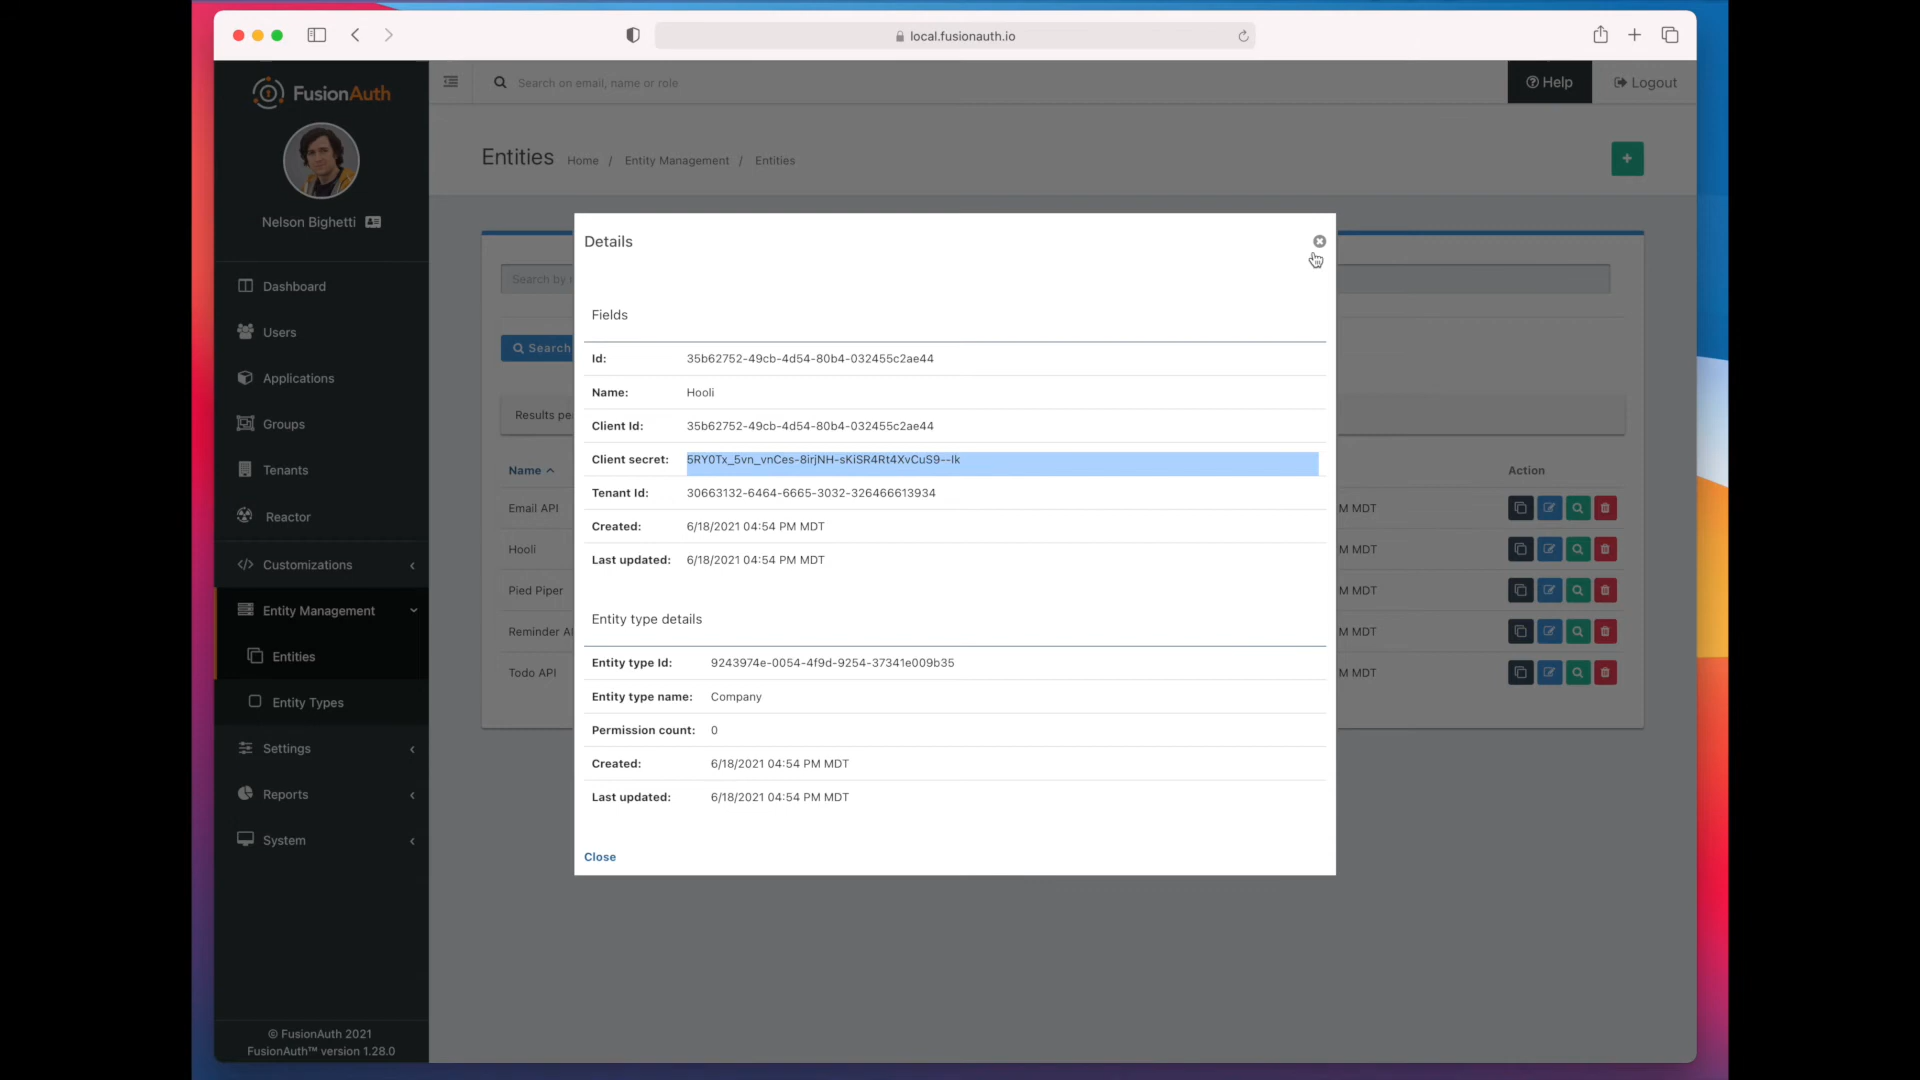 local.fusionauth.io
FusionAuth
Search on email, name or role
Help
Logout
Nelson Bighetti
Entities
Home / Entity Management / Entities
Dashboard
Users
Applications
Groups
Tenants
Reactor
Customizations
Entity Management
Entities
Entity Types
Settings
Reports
System
© FusionAuth 2021
FusionAuth™ version 1.28.0
Search by
Search
Results
Name
Action
Email API
M MDT
Hooli
M MDT
Pied Piper
M MDT
Reminder
M MDT
Todo API
M MDT
Details
Fields
Id: 35b62752-49cb-4d54-80b4-032455c2ae44
Name: Hooli
Client Id: 35b62752-49cb-4d54-80b4-032455c2ae44
Client secret: 5RY0Tx_5vn_vnCes-8irjNH-sKiSR4Rt4XvCuS9--Ik
Tenant Id: 30663132-6464-6665-3032-326466613934
Created: 6/18/2021 04:54 PM MDT
Last updated: 6/18/2021 04:54 PM MDT
Entity type details
Entity type Id: 9243974e-0054-4f9d-9254-37341e009b35
Entity type name: Company
Permission count: 0
Created: 6/18/2021 04:54 PM MDT
Last updated: 6/18/2021 04:54 PM MDT
Close